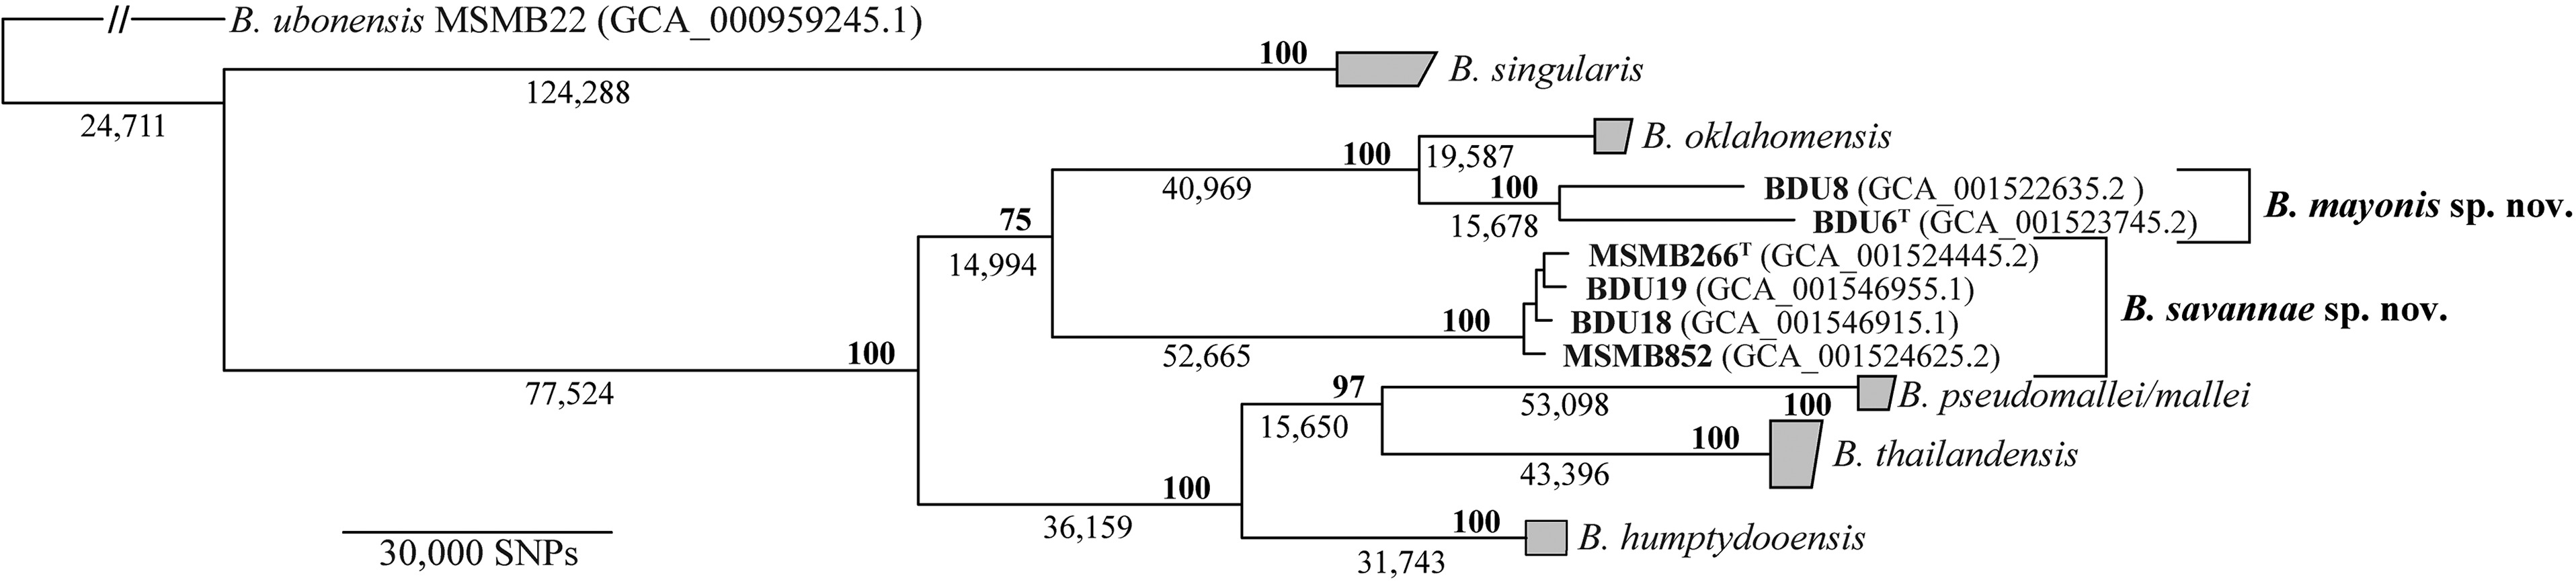 B. ubonensis MSMB22 (GCA_000959245.1)
100
B. singularis
124,288
24,711
B. oklahomensis
100
19,587
40,969
100
BDU8 (GCA_001522635.2 )
B. mayonis sp. nov.
15,678
BDU6ᵀ (GCA_001523745.2)
75
14,994
MSMB266ᵀ (GCA_001524445.2)
BDU19 (GCA_001546955.1)
B. savannae sp. nov.
100
BDU18 (GCA_001546915.1)
52,665
MSMB852 (GCA_001524625.2)
100
77,524
97
B. pseudomallei/mallei
53,098
100
15,650
100
B. thailandensis
43,396
100
36,159
100
B. humptydooensis
31,743
30,000 SNPs